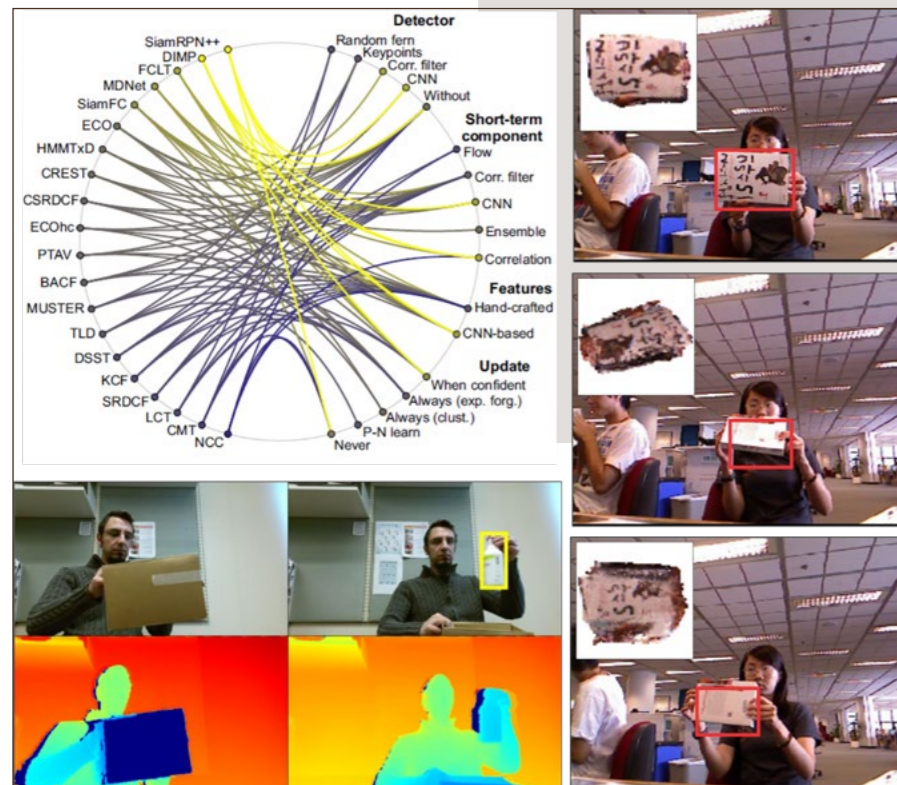 Detector
SiamRPN++
DIMP
FCLT
MDNet
SiamFC
ECO
HMMTxD
CREST
CSRDCF
ECOhc
PTAV
BACF
MUSTER
TLD
DSST
KCF
SRDCF
LCT
CMT
NCC
Random fern
Keypoints
Corr. filter
CNN
Without
Short-term
component
Flow
Corr. filter
CNN
Ensemble
Correlation
Features
Hand-crafted
CNN-based
Update
When confident
Always (exp. forg.)
Always (clust.)
P-N learn
Never